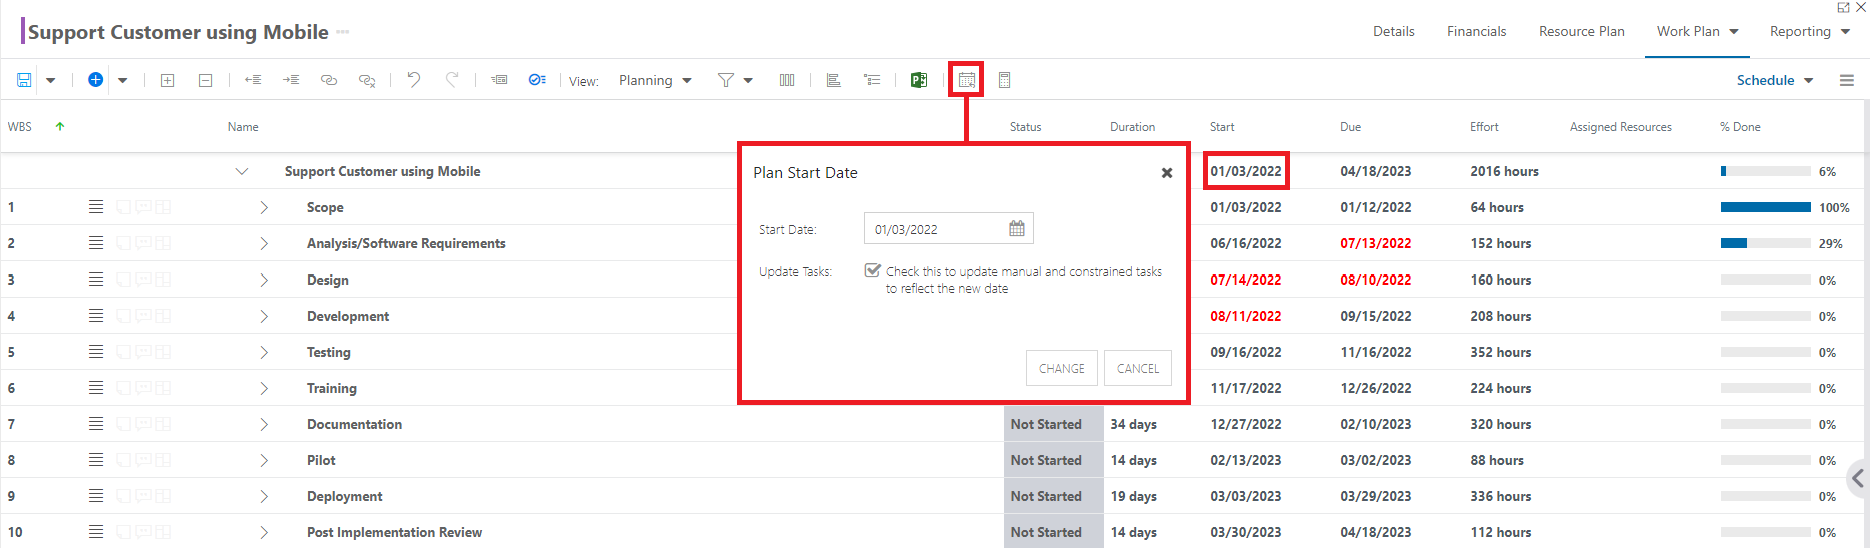 Support Customer using Mobile
Details Financials Resource Plan Work Plan Reporting
View: Planning Schedule
WBS Name Status Duration Start Due Effort Assigned Resources % Done
Support Customer using Mobile 01/03/2022 04/18/2023 2016 hours 6%
1 Scope 01/03/2022 01/12/2022 64 hours 100%
2 Analysis/Software Requirements 06/16/2022 07/13/2022 152 hours 29%
3 Design 07/14/2022 08/10/2022 160 hours 0%
4 Development 08/11/2022 09/15/2022 208 hours 0%
5 Testing 09/16/2022 11/16/2022 352 hours 0%
6 Training 11/17/2022 12/26/2022 224 hours 0%
7 Documentation Not Started 34 days 12/27/2022 02/10/2023 320 hours 0%
8 Pilot Not Started 14 days 02/13/2023 03/02/2023 88 hours 0%
9 Deployment Not Started 19 days 03/03/2023 03/29/2023 336 hours 0%
10 Post Implementation Review Not Started 14 days 03/30/2023 04/18/2023 112 hours 0%
Plan Start Date
Start Date: 01/03/2022
Update Tasks: Check this to update manual and constrained tasks
to reflect the new date
CHANGE CANCEL